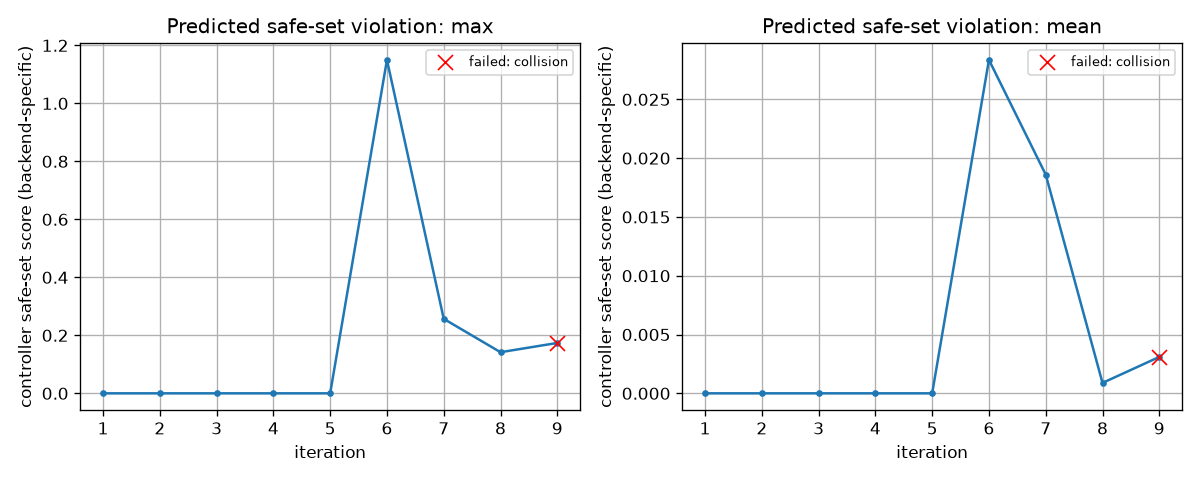 Predicted safe-set violation: max
controller safe-set score (backend-specific)
1.2
1.0
0.8
0.6
0.4
0.2
0.0
failed: collision
1 2 3 4 5 6 7 8 9
iteration
Predicted safe-set violation: mean
controller safe-set score (backend-specific)
0.025
0.020
0.015
0.010
0.005
0.000
failed: collision
1 2 3 4 5 6 7 8 9
iteration